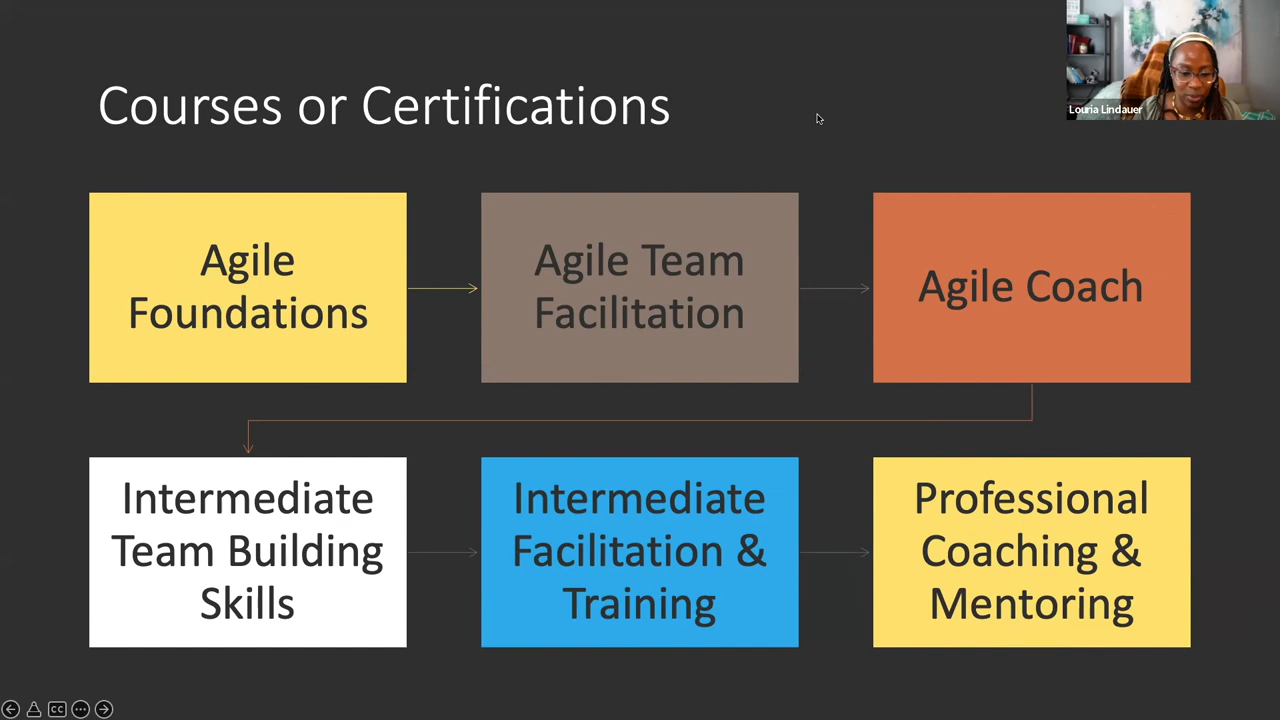 Courses or Certifications
Louria Lindauer
Agile
Foundations
Agile Team
Facilitation
Agile Coach
Intermediate
Team Building
Skills
Intermediate
Facilitation &
Training
Professional
Coaching &
Mentoring
CC